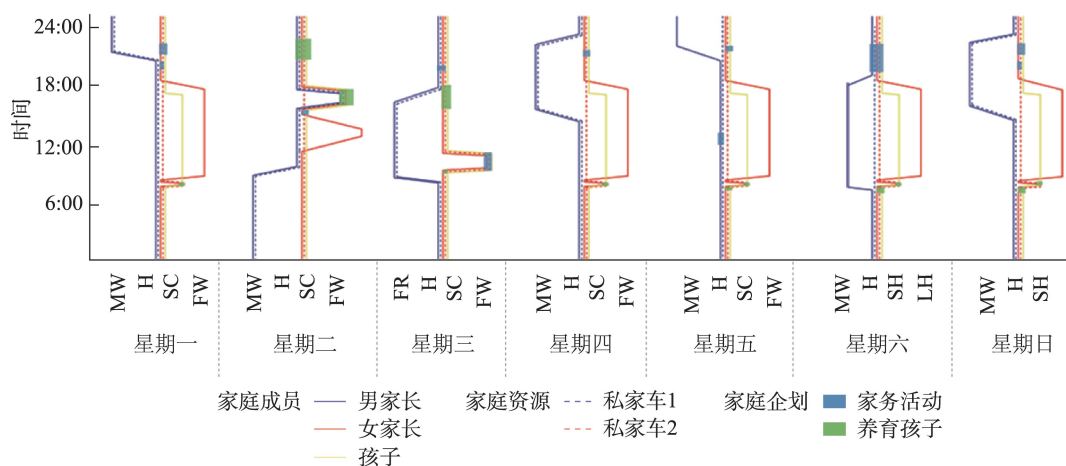 24:00
18:00
12:00
6:00
时间
MW H SC FW MW H SC FW FR H SC FW MW H SC FW MW H SC FW MW H SH LH MW H SH
星期一 星期二 星期三 星期四 星期五 星期六 星期日
家庭成员 男家长 家庭资源 私家车1 家庭企划 家务活动
女家长 私家车2 养育孩子
孩子